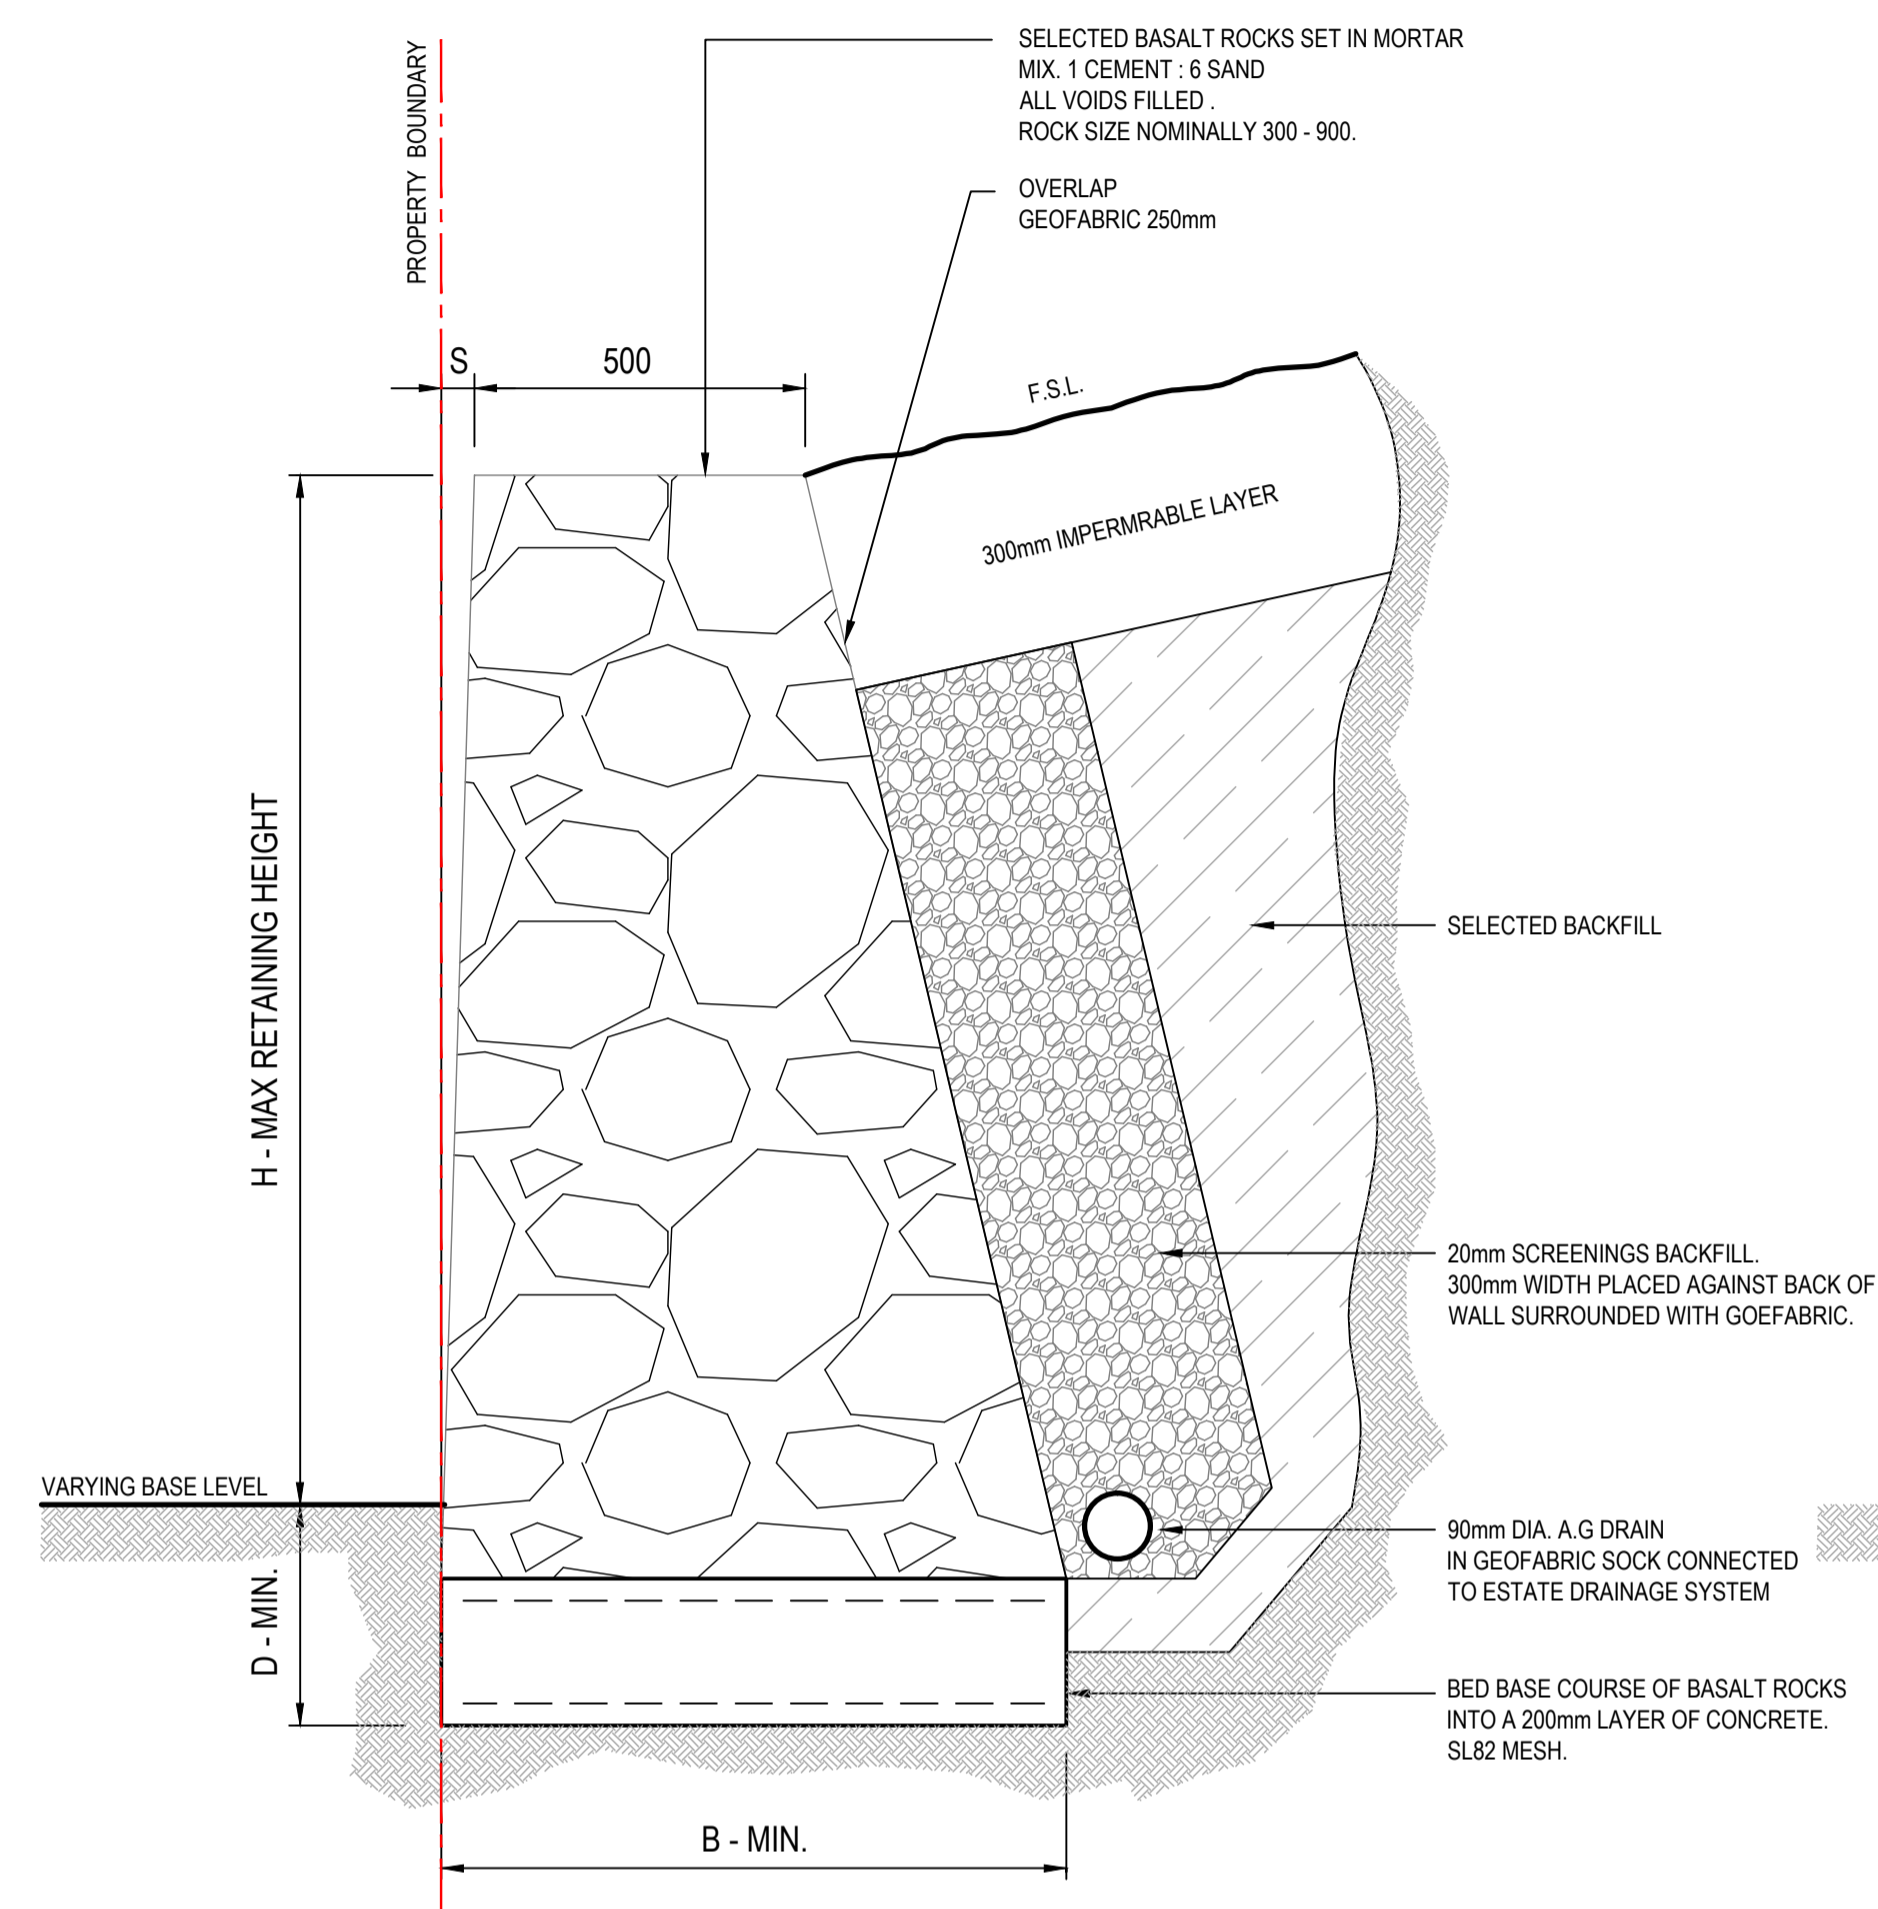 SELECTED BASALT ROCKS SET IN MORTAR
MIX. 1 CEMENT : 6 SAND
ALL VOIDS FILLED .
ROCK SIZE NOMINALLY 300 - 900.
OVERLAP
GEOFABRIC 250mm
PROPERTY BOUNDARY
S
500
F.S.L.
300mm IMPERMRABLE LAYER
H - MAX RETAINING HEIGHT
SELECTED BACKFILL
20mm SCREENINGS BACKFILL.
300mm WIDTH PLACED AGAINST BACK OF
WALL SURROUNDED WITH GOEFABRIC.
VARYING BASE LEVEL
90mm DIA. A.G DRAIN
IN GEOFABRIC SOCK CONNECTED
TO ESTATE DRAINAGE SYSTEM
D - MIN.
BED BASE COURSE OF BASALT ROCKS
INTO A 200mm LAYER OF CONCRETE.
SL82 MESH.
B - MIN.